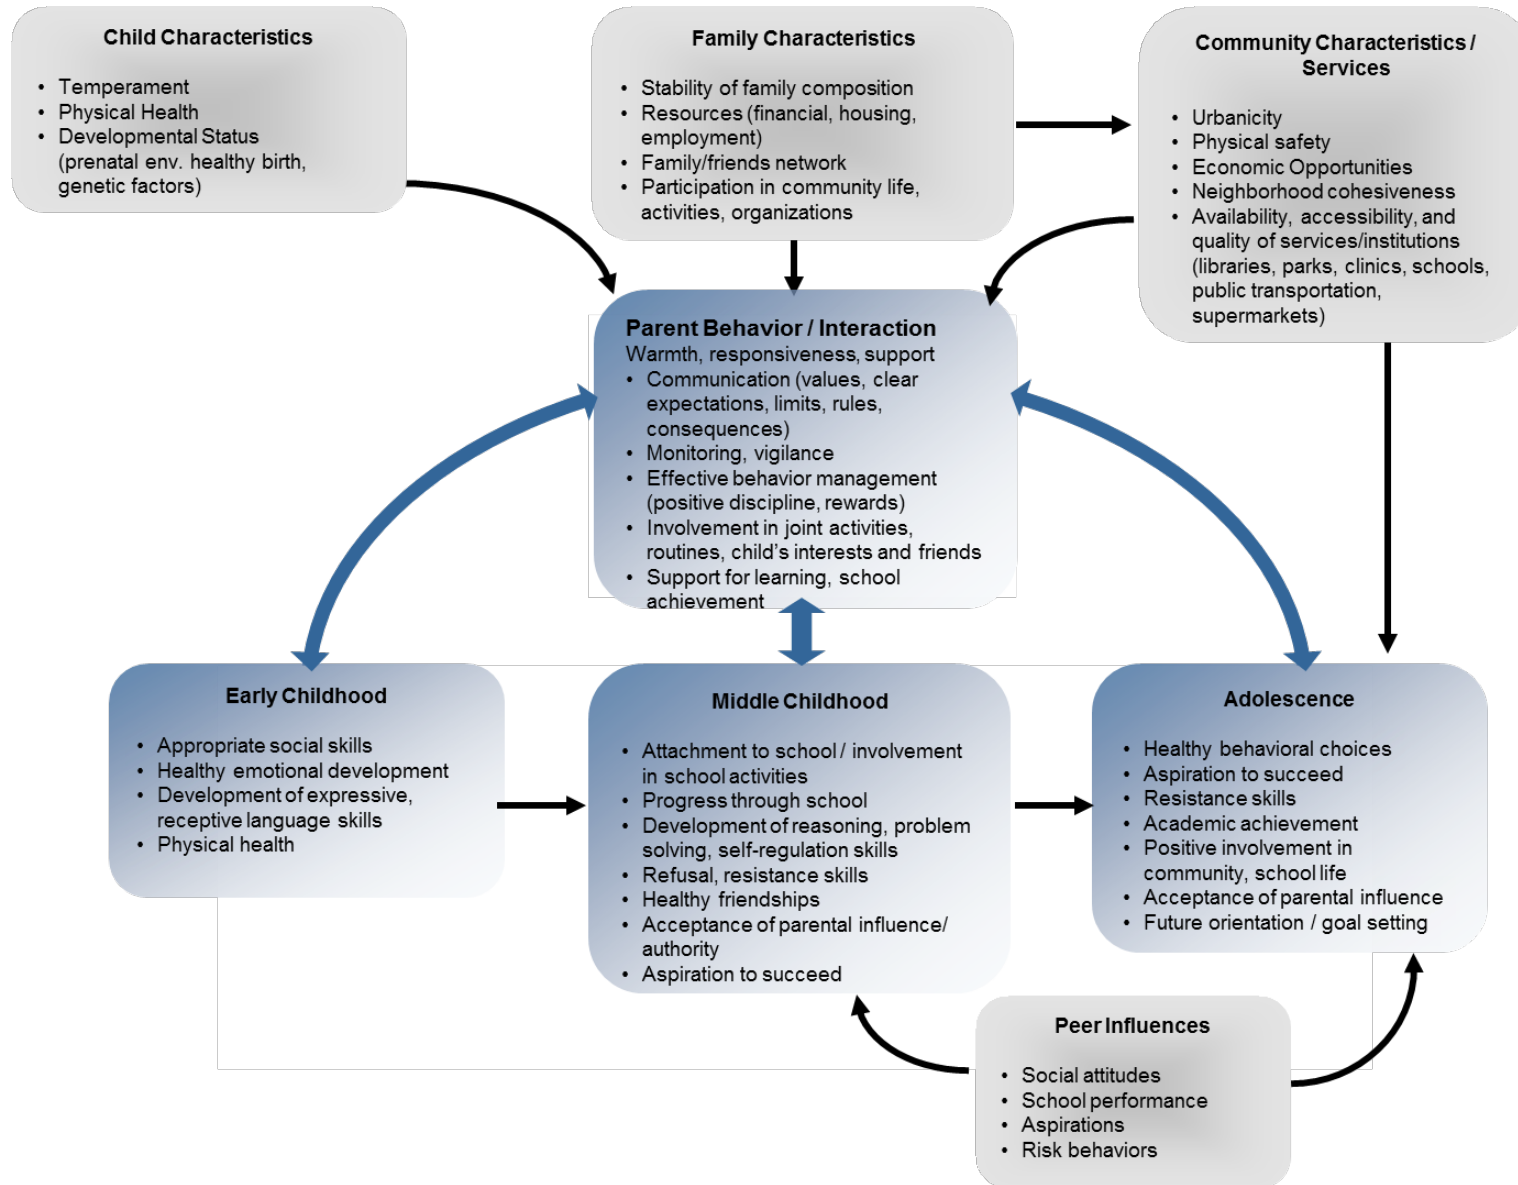 Child Characteristics
• Temperament
• Physical Health
• Developmental Status
(prenatal env. healthy birth,
genetic factors)
Family Characteristics
• Stability of family composition
• Resources (financial, housing,
employment)
• Family/friends network
• Participation in community life,
activities, organizations
Community Characteristics /
Services
• Urbanicity
• Physical safety
• Economic Opportunities
• Neighborhood cohesiveness
• Availability, accessibility, and
quality of services/institutions
(libraries, parks, clinics, schools,
public transportation,
supermarkets)
Parent Behavior / Interaction
Warmth, responsiveness, support
• Communication (values, clear
expectations, limits, rules,
consequences)
• Monitoring, vigilance
• Effective behavior management
(positive discipline, rewards)
• Involvement in joint activities,
routines, child’s interests and friends
• Support for learning, school
achievement
Early Childhood
• Appropriate social skills
• Healthy emotional development
• Development of expressive,
receptive language skills
• Physical health
Middle Childhood
• Attachment to school / involvement
in school activities
• Progress through school
• Development of reasoning, problem
solving, self-regulation skills
• Refusal, resistance skills
• Healthy friendships
• Acceptance of parental influence/
authority
• Aspiration to succeed
Adolescence
• Healthy behavioral choices
• Aspiration to succeed
• Resistance skills
• Academic achievement
• Positive involvement in
community, school life
• Acceptance of parental influence
• Future orientation / goal setting
Peer Influences
• Social attitudes
• School performance
• Aspirations
• Risk behaviors